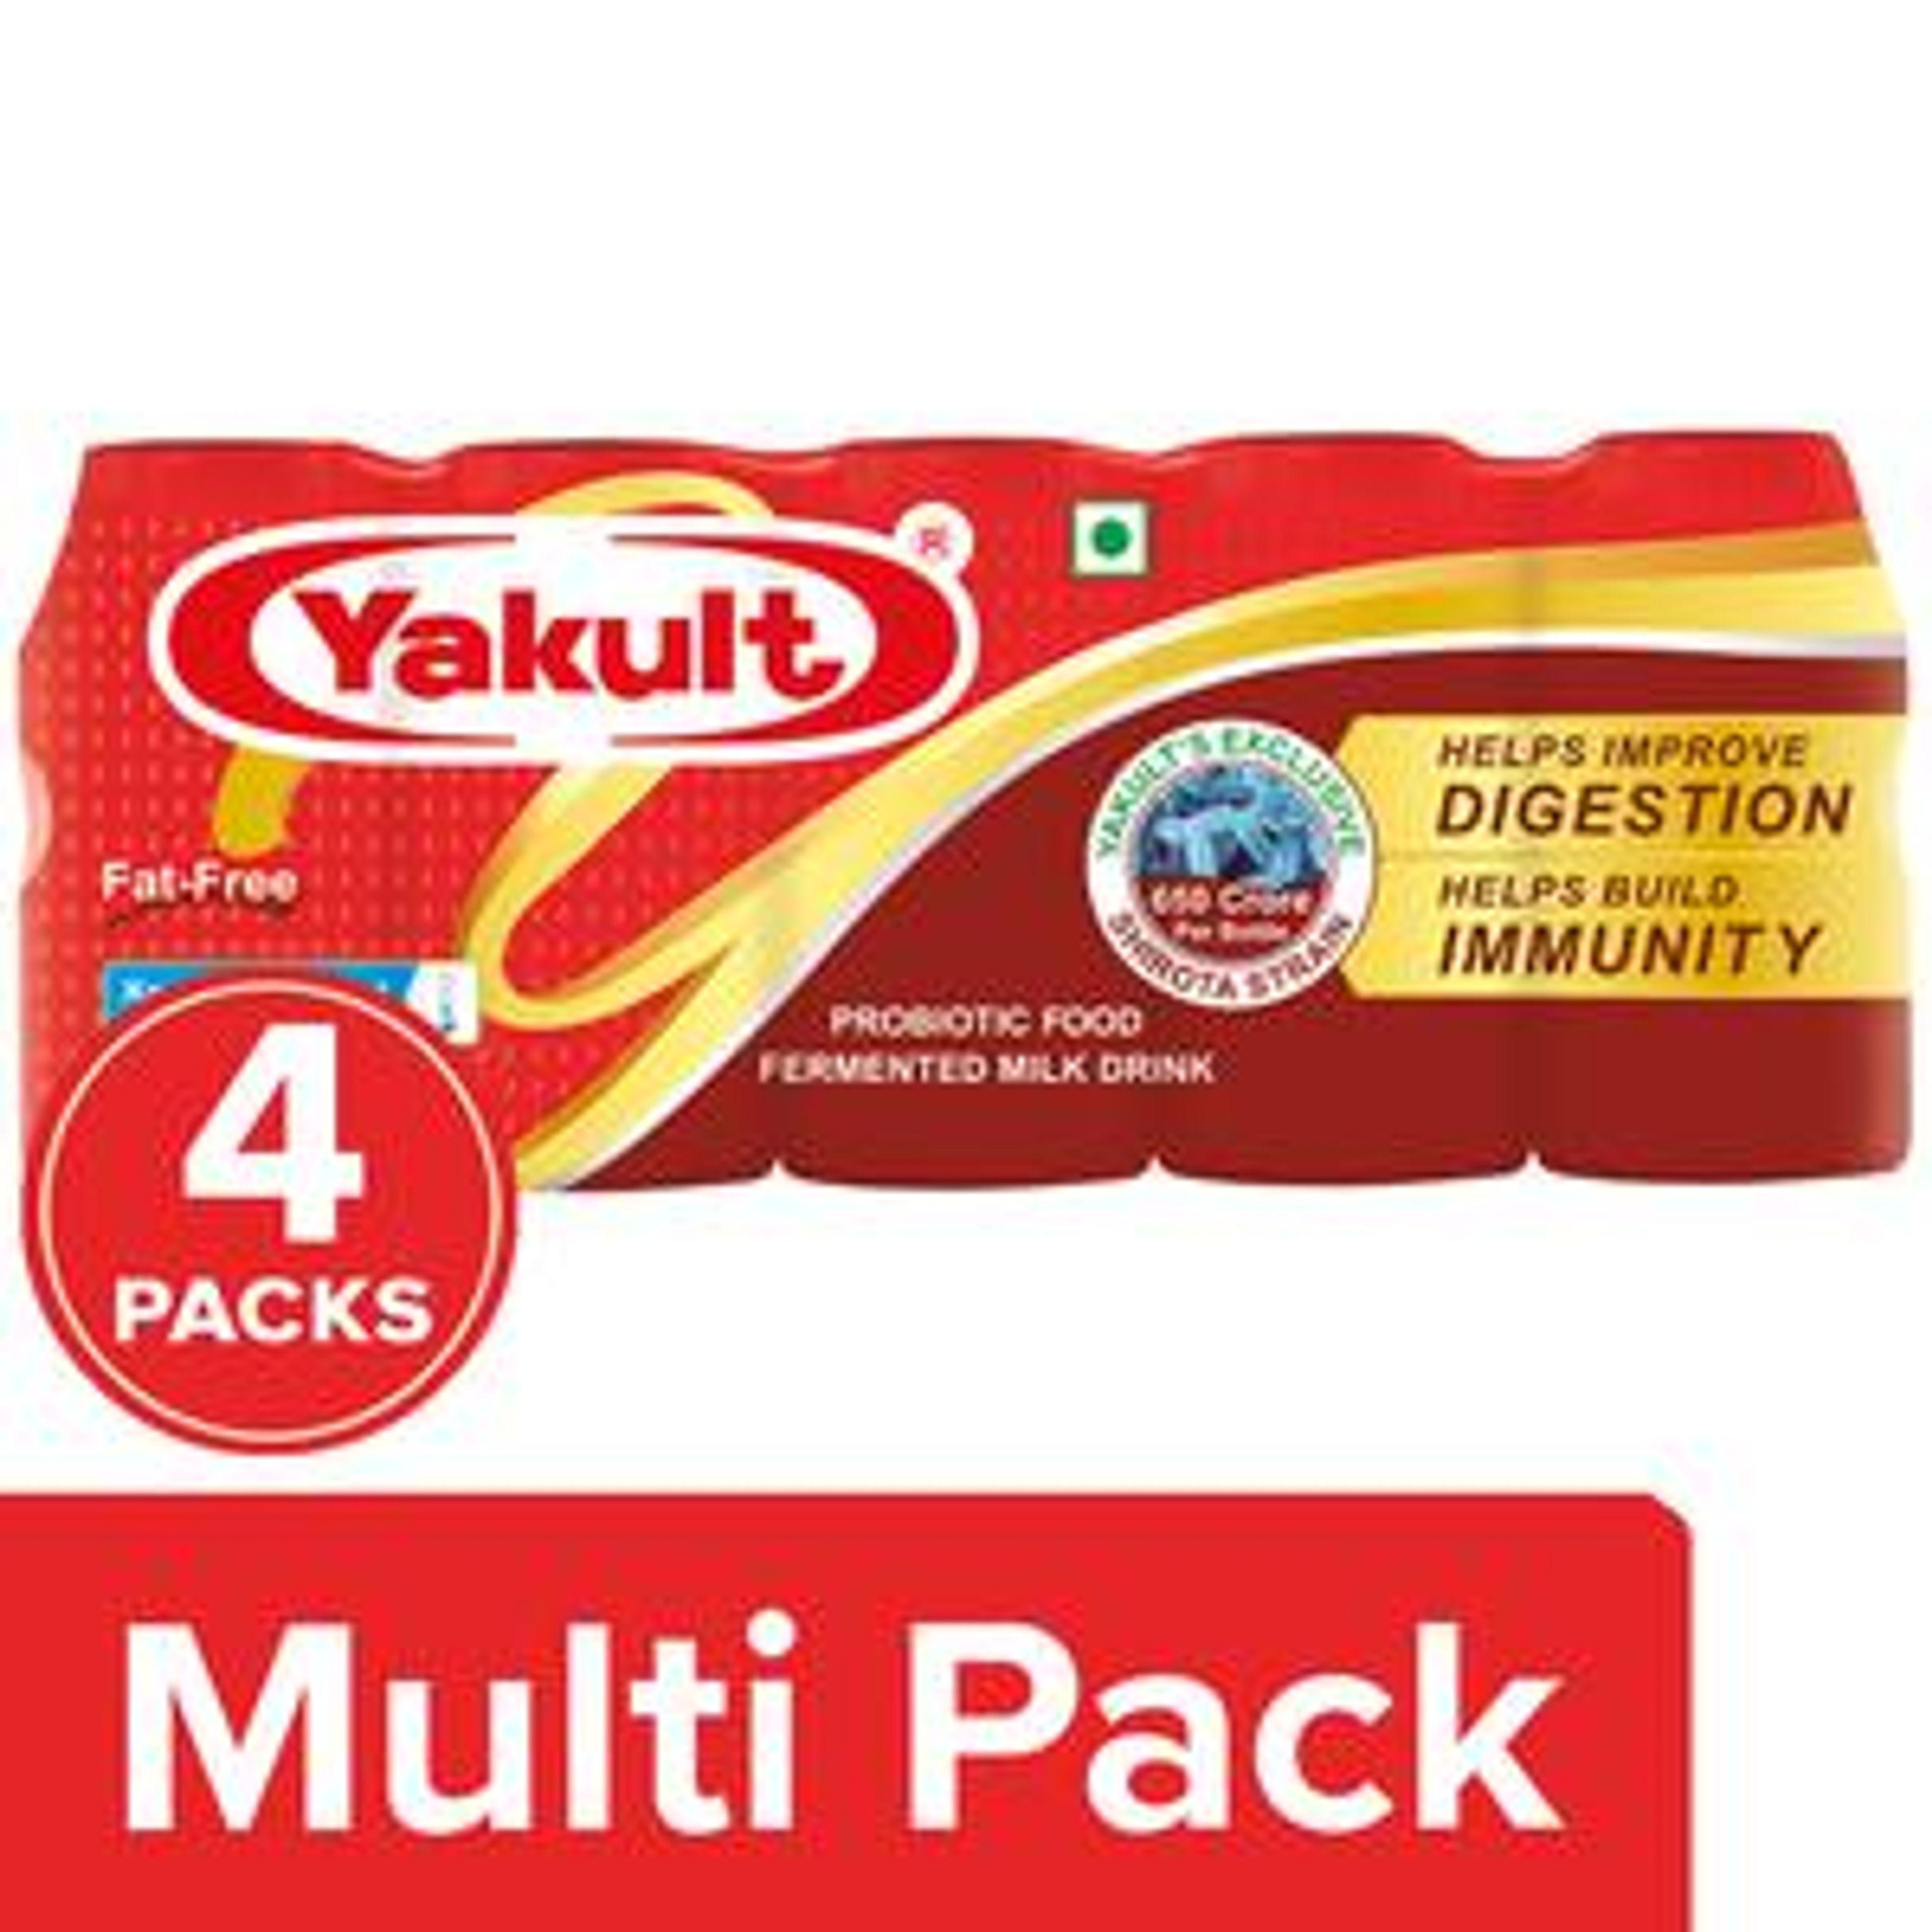 Yakult
®
HELPS IMPROVE
DIGESTION
HELPS BUILD
IMMUNITY
YAKULT'S EXCLUSIVE
650 Crore
Per Bottle
SHIROTA STRAIN
Fat-Free
PROBIOTIC FOOD
FERMENTED MILK DRINK
4
PACKS
Multi Pack